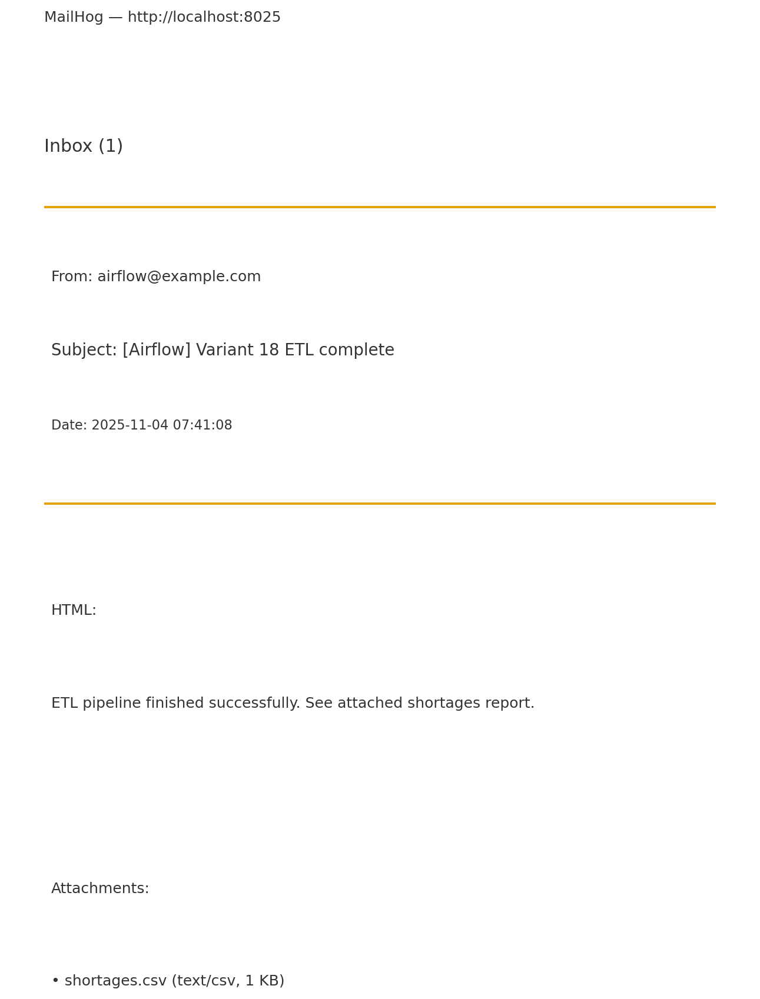 MailHog — http://localhost:8025
Inbox (1)
From: airflow@example.com
Subject: [Airflow] Variant 18 ETL complete
Date: 2025-11-04 07:41:08
HTML:
ETL pipeline finished successfully. See attached shortages report.
Attachments:
• shortages.csv (text/csv, 1 KB)